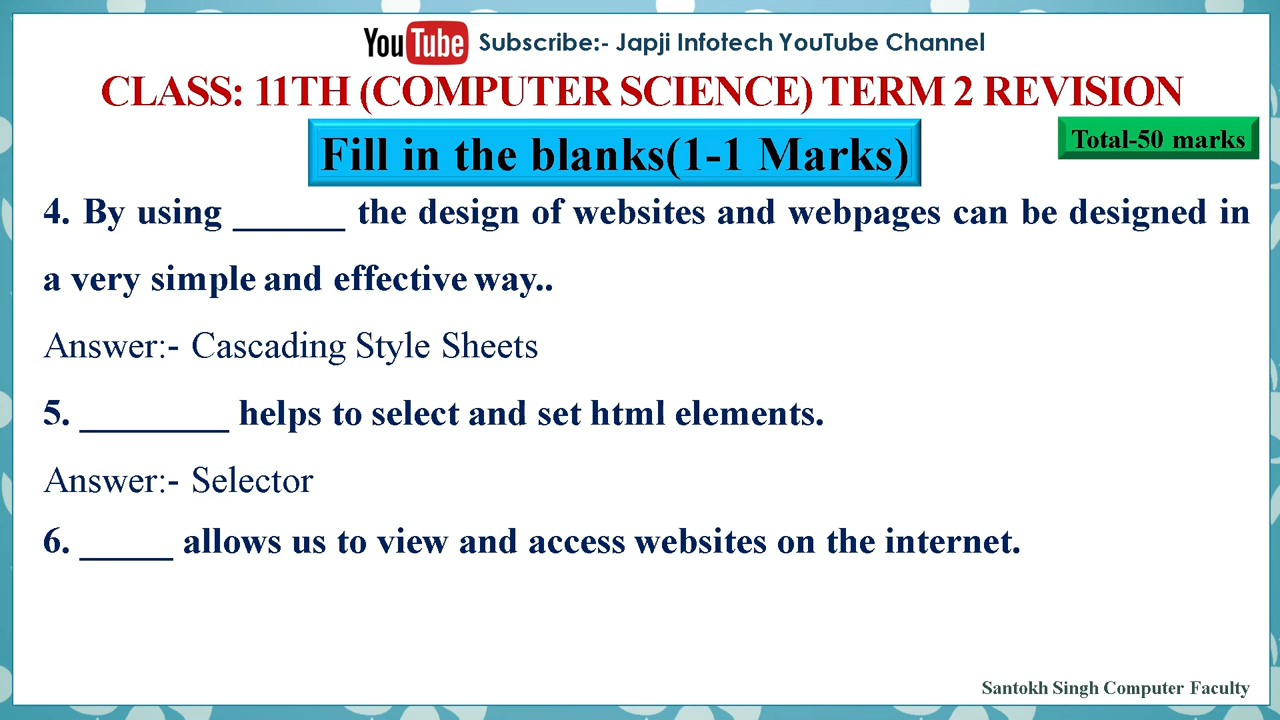 YouTube Subscribe:- Japji Infotech YouTube Channel
CLASS: 11TH (COMPUTER SCIENCE) TERM 2 REVISION
Fill in the blanks(1-1 Marks)
Total-50 marks
4. By using ______ the design of websites and webpages can be designed in
a very simple and effective way..
Answer:- Cascading Style Sheets
5. ________ helps to select and set html elements.
Answer:- Selector
6. _____ allows us to view and access websites on the internet.
Santokh Singh Computer Faculty